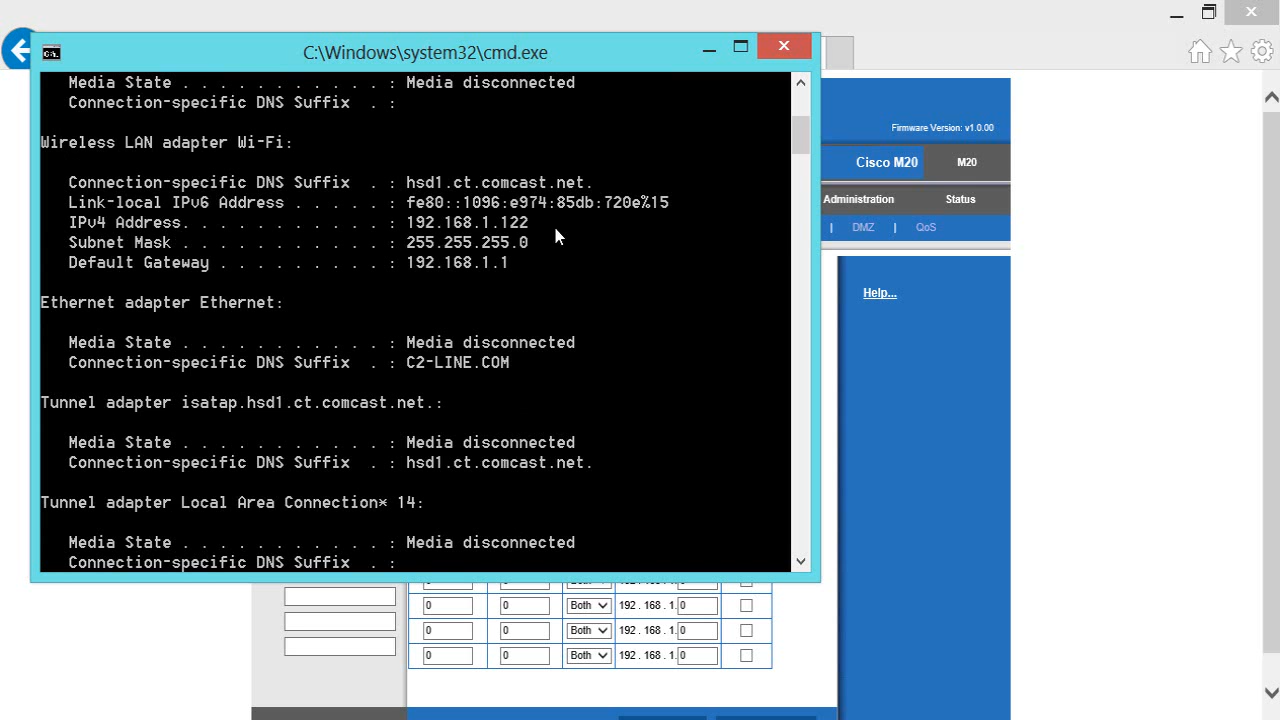 C:\Windows\system32\cmd.exe
Media State . . . . . . . . . . . : Media disconnected
Connection-specific DNS Suffix  . :
Wireless LAN adapter Wi-Fi:
Connection-specific DNS Suffix  . : hsd1.ct.comcast.net.
Link-local IPv6 Address . . . . . : fe80::1096:e974:85db:720e%15
IPv4 Address. . . . . . . . . . . : 192.168.1.122
Subnet Mask . . . . . . . . . . . : 255.255.255.0
Default Gateway . . . . . . . . . : 192.168.1.1
Ethernet adapter Ethernet:
Media State . . . . . . . . . . . : Media disconnected
Connection-specific DNS Suffix  . : C2-LINE.COM
Tunnel adapter isatap.hsd1.ct.comcast.net.:
Media State . . . . . . . . . . . : Media disconnected
Connection-specific DNS Suffix  . : hsd1.ct.comcast.net.
Tunnel adapter Local Area Connection* 14:
Media State . . . . . . . . . . . : Media disconnected
Connection-specific DNS Suffix  . :
Firmware Version: v1.0.00
Cisco M20 M20
Administration Status
DMZ | QoS
Help...
0 0 Both 192 . 168 . 1. 0
0 0 Both 192 . 168 . 1. 0
0 0 Both 192 . 168 . 1. 0